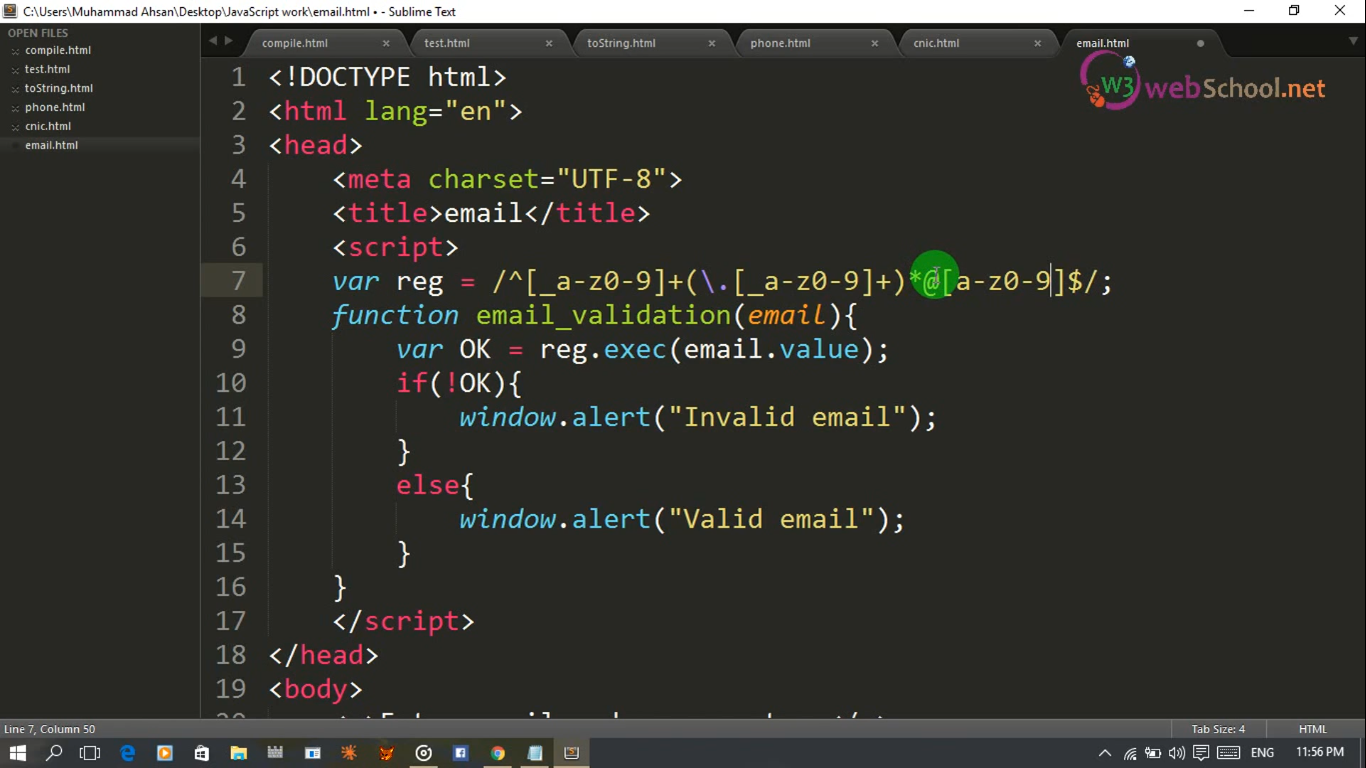 C:\Users\Muhammad Ahsan\Desktop\JavaScript work\email.html • - Sublime Text
OPEN FILES
compile.html
test.html
toString.html
phone.html
cnic.html
email.html
compile.html test.html toString.html phone.html cnic.html email.html
W3 webSchool.net
1 <!DOCTYPE html>
2 <html lang="en">
3 <head>
4 <meta charset="UTF-8">
5 <title>email</title>
6 <script>
7 var reg = /^[_a-z0-9]+(\.[_a-z0-9]+)*@[a-z0-9]$/;
8 function email_validation(email){
9 var OK = reg.exec(email.value);
10 if(!OK){
11 window.alert("Invalid email");
12 }
13 else{
14 window.alert("Valid email");
15 }
16 }
17 </script>
18 </head>
19 <body>
Line 7, Column 50
Tab Size: 4
HTML
ENG
11:56 PM